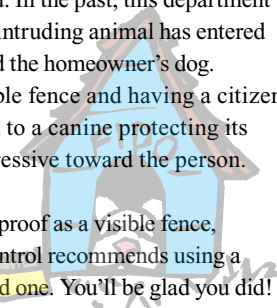 d. In the past, this department
intruding animal has entered
d the homeowner's dog.
ble fence and having a citizen
to a canine protecting its
ressive toward the person.
FIDO
proof as a visible fence,
ntrol recommends using a
d one. You'll be glad you did!